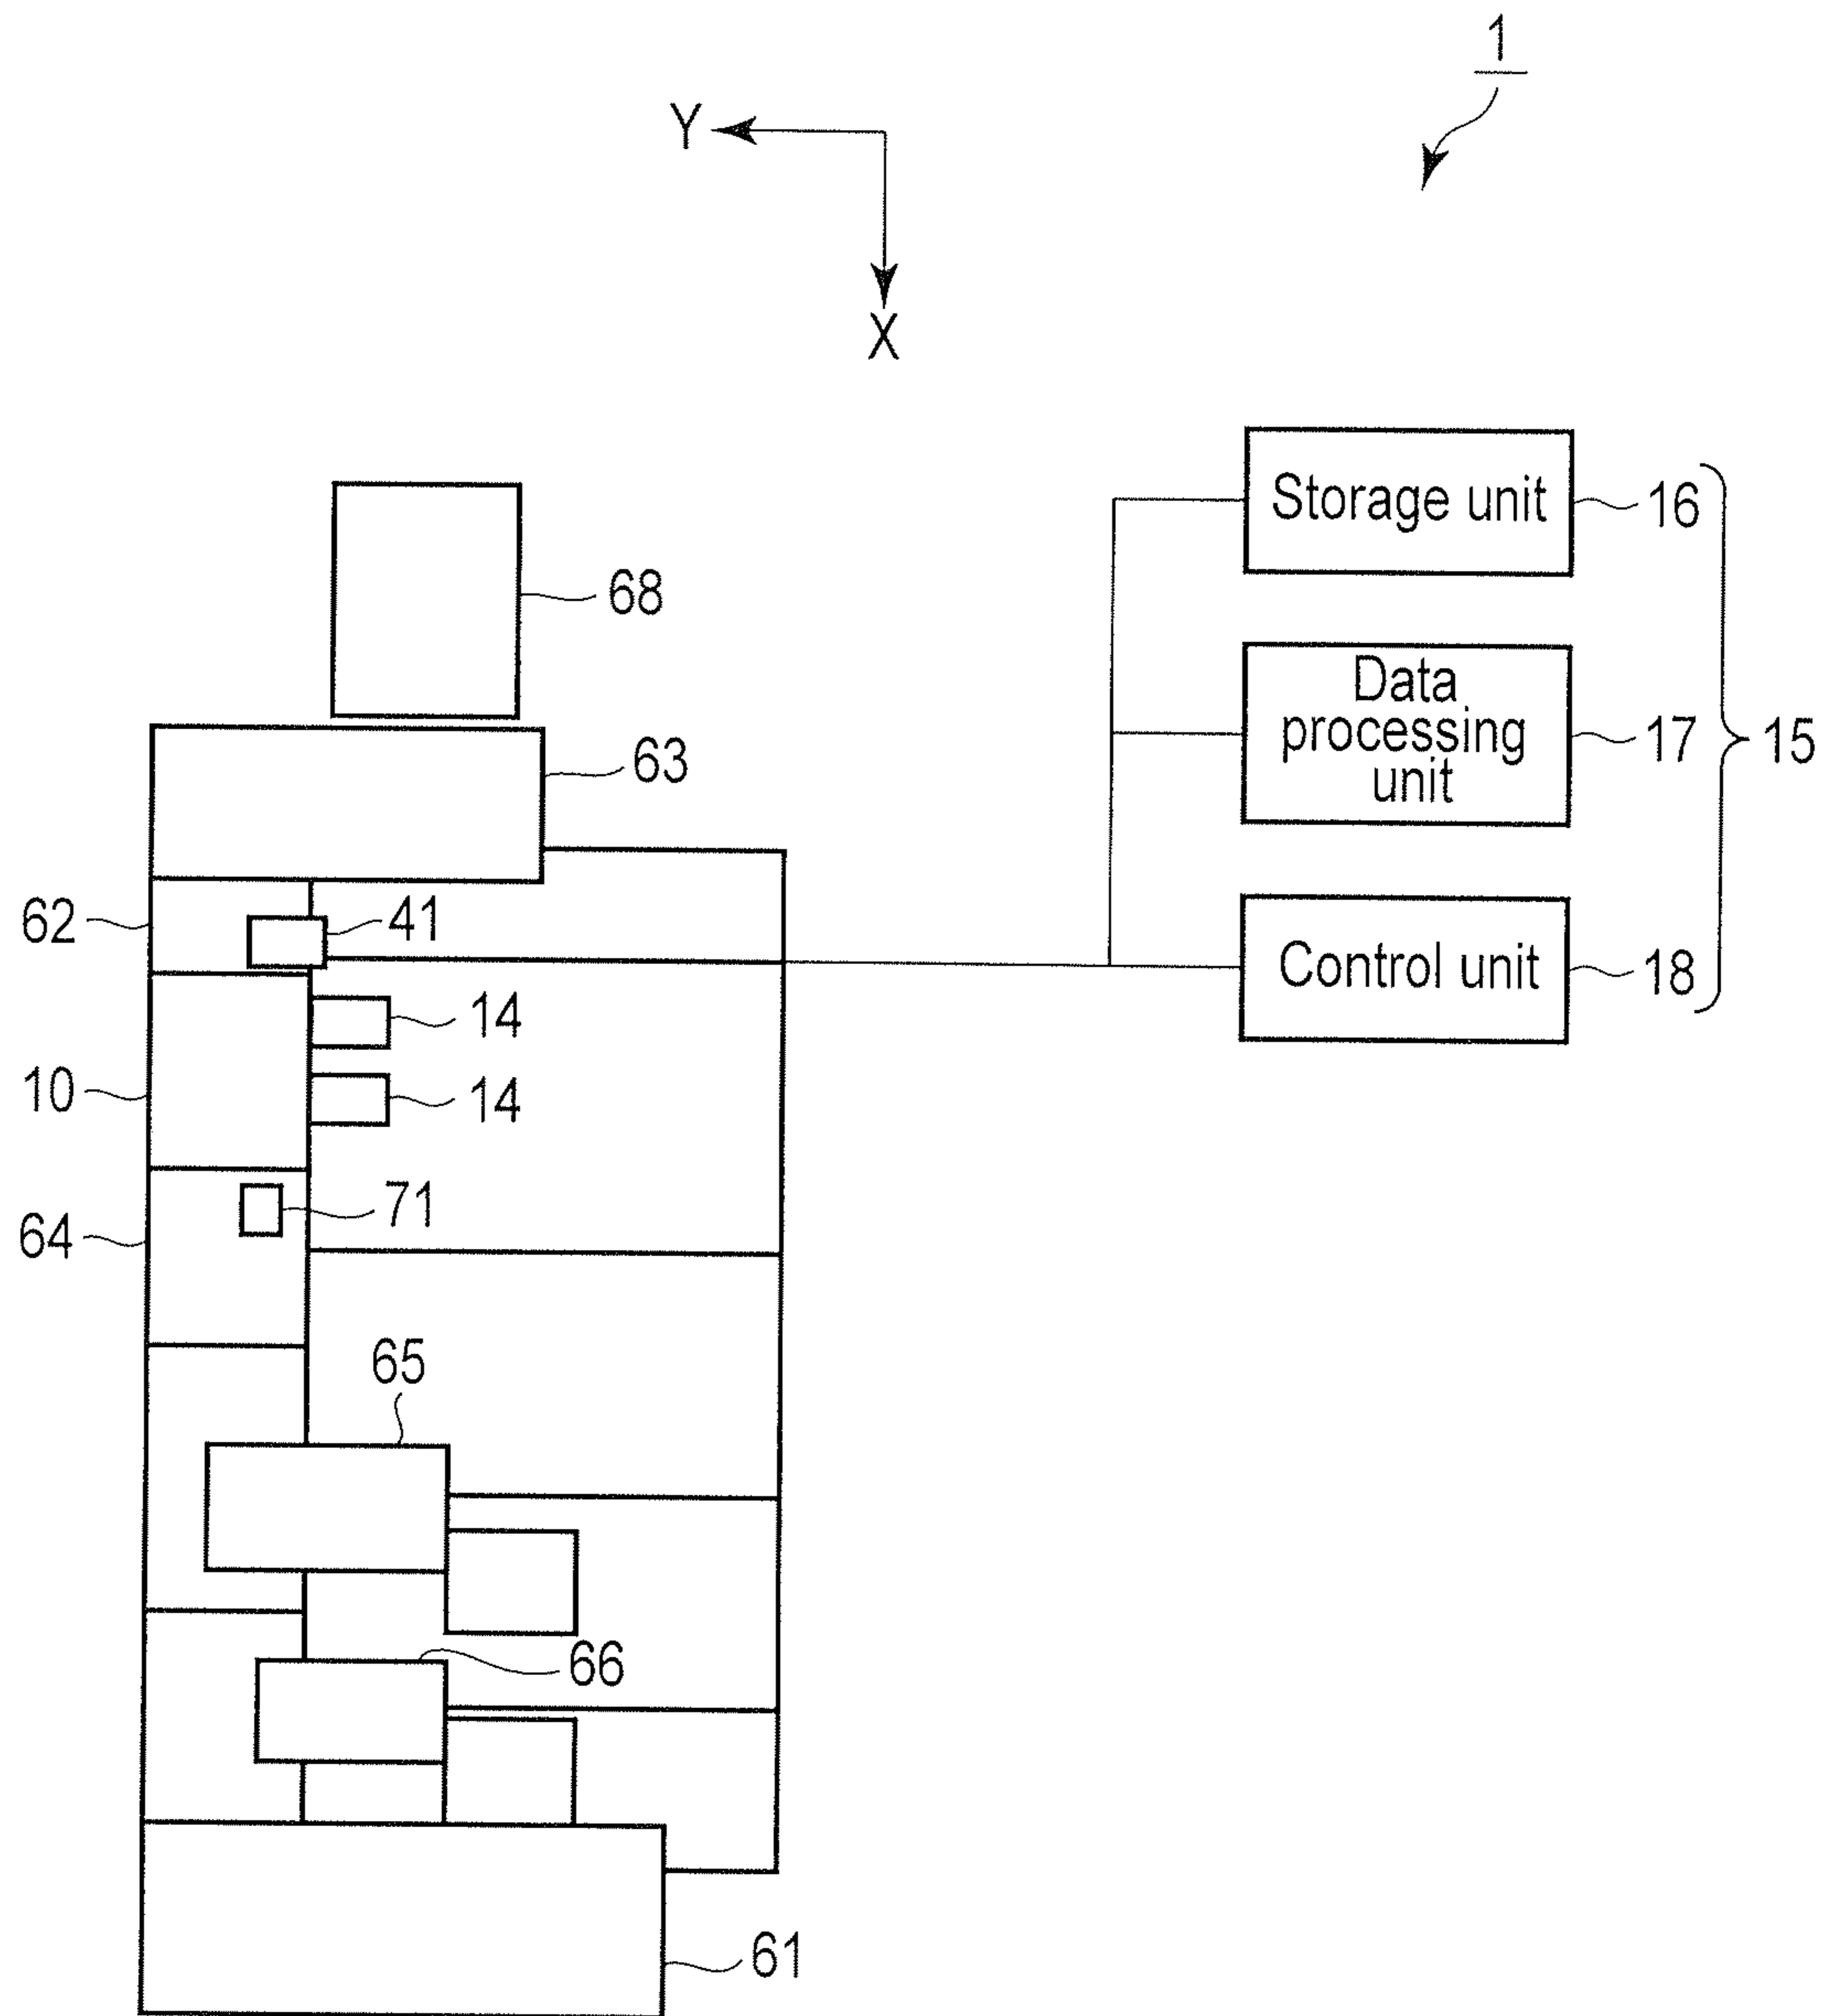 1
Y
X
Storage unit
16
68
Data
processing
unit
17
15
63
62
41
Control unit
18
14
10
14
71
64
65
66
61